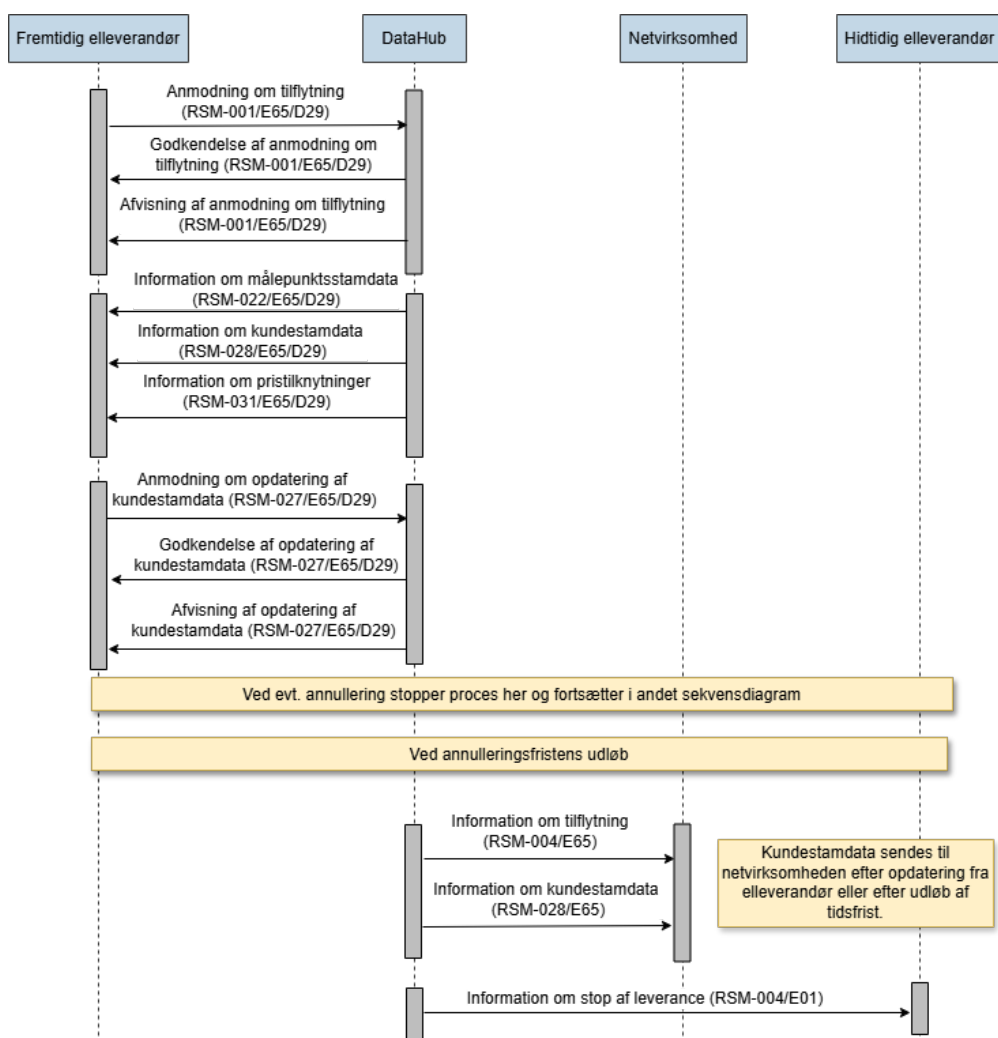 Fremtidig elleverandør
DataHub
Netvirksomhed
Hidtidig elleverandør
Anmodning om tilflytning
(RSM-001/E65/D29)
Godkendelse af anmodning om
tilflytning (RSM-001/E65/D29)
Afvisning af anmodning om tilflytning
(RSM-001/E65/D29)
Information om målepunktsstamdata
(RSM-022/E65/D29)
Information om kundestamdata
(RSM-028/E65/D29)
Information om pristilknytninger
(RSM-031/E65/D29)
Anmodning om opdatering af
kundestamdata (RSM-027/E65/D29)
Godkendelse af opdatering af
kundestamdata (RSM-027/E65/D29)
Afvisning af opdatering af
kundestamdata (RSM-027/E65/D29)
Ved evt. annullering stopper proces her og fortsætter i andet sekvensdiagram
Ved annulleringsfristens udløb
Information om tilflytning
(RSM-004/E65)
Information om kundestamdata
(RSM-028/E65)
Kundestamdata sendes til
netvirksomheden efter opdatering fra
elleverandør eller efter udløb af
tidsfrist.
Information om stop af leverance (RSM-004/E01)